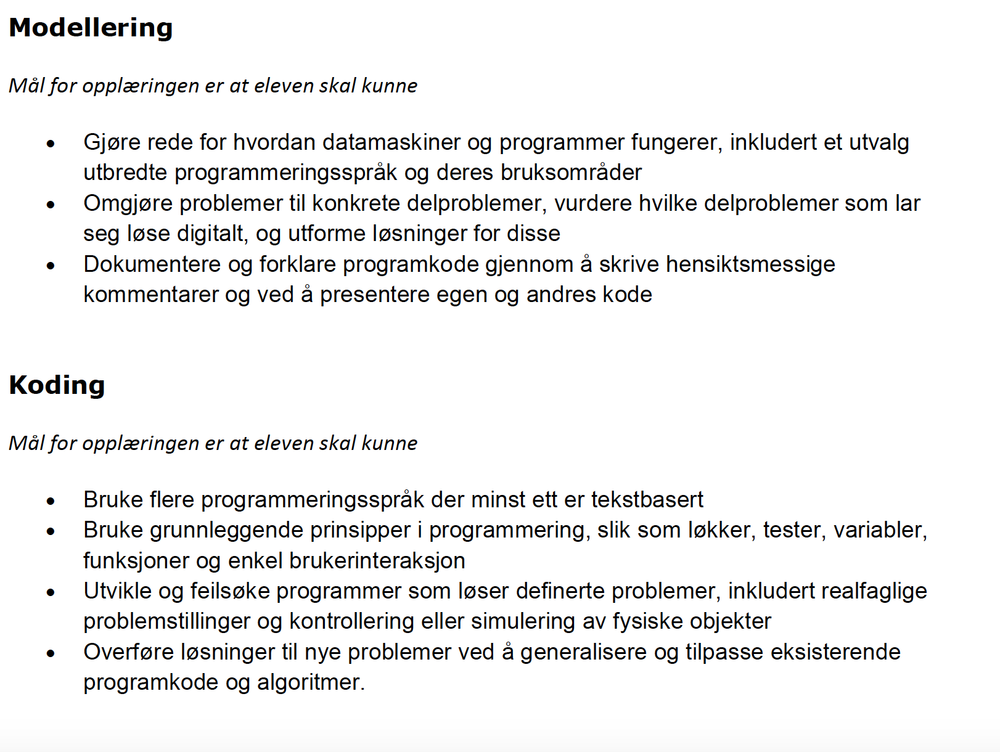 Modellering
Mål for opplæringen er at eleven skal kunne
• Gjøre rede for hvordan datamaskiner og programmer fungerer, inkludert et utvalg
utbredte programmeringsspråk og deres bruksområder
• Omgjøre problemer til konkrete delproblemer, vurdere hvilke delproblemer som lar
seg løse digitalt, og utforme løsninger for disse
• Dokumentere og forklare programkode gjennom å skrive hensiktsmessige
kommentarer og ved å presentere egen og andres kode
Koding
Mål for opplæringen er at eleven skal kunne
• Bruke flere programmeringsspråk der minst ett er tekstbasert
• Bruke grunnleggende prinsipper i programmering, slik som løkker, tester, variabler,
funksjoner og enkel brukerinteraksjon
• Utvikle og feilsøke programmer som løser definerte problemer, inkludert realfaglige
problemstillinger og kontrollering eller simulering av fysiske objekter
• Overføre løsninger til nye problemer ved å generalisere og tilpasse eksisterende
programkode og algoritmer.